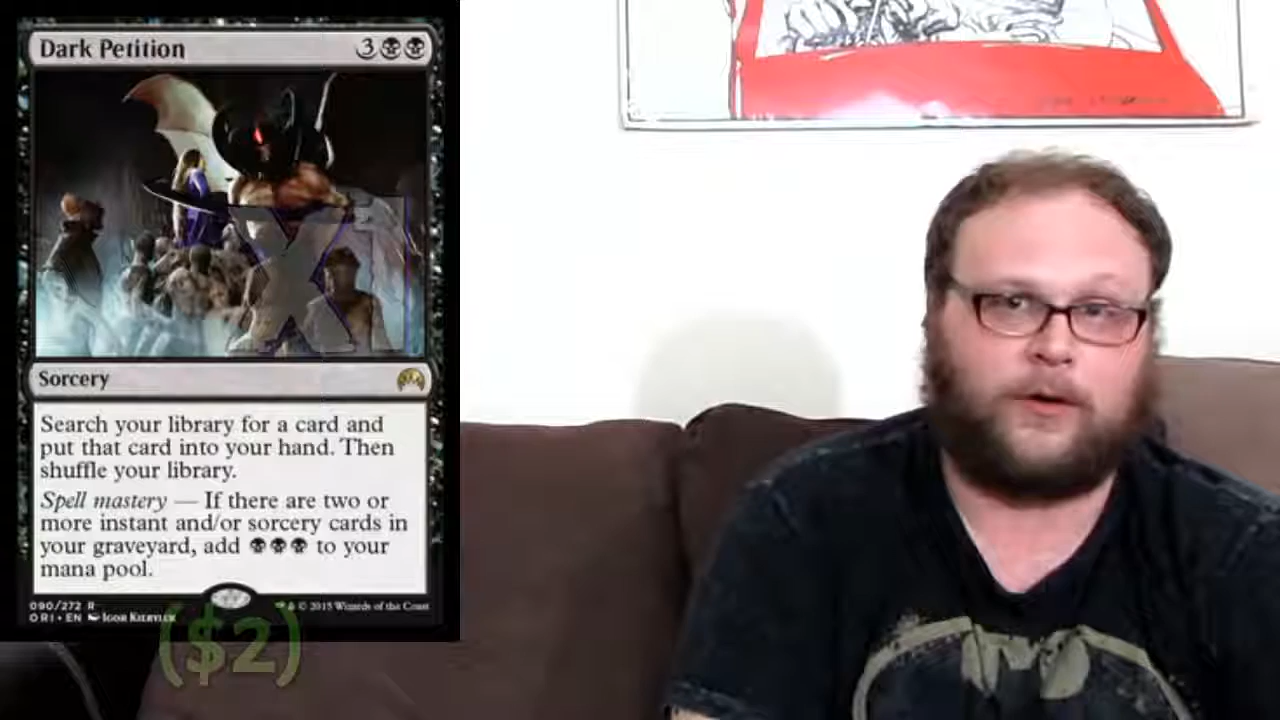 Dark Petition 3
X1
Sorcery
Search your library for a card and
put that card into your hand. Then
shuffle your library.
Spell mastery — If there are two or
more instant and/or sorcery cards in
your graveyard, add to your
mana pool.
090/272 R
ORI • EN
& © 2015 Wizards of the Coast
($2)